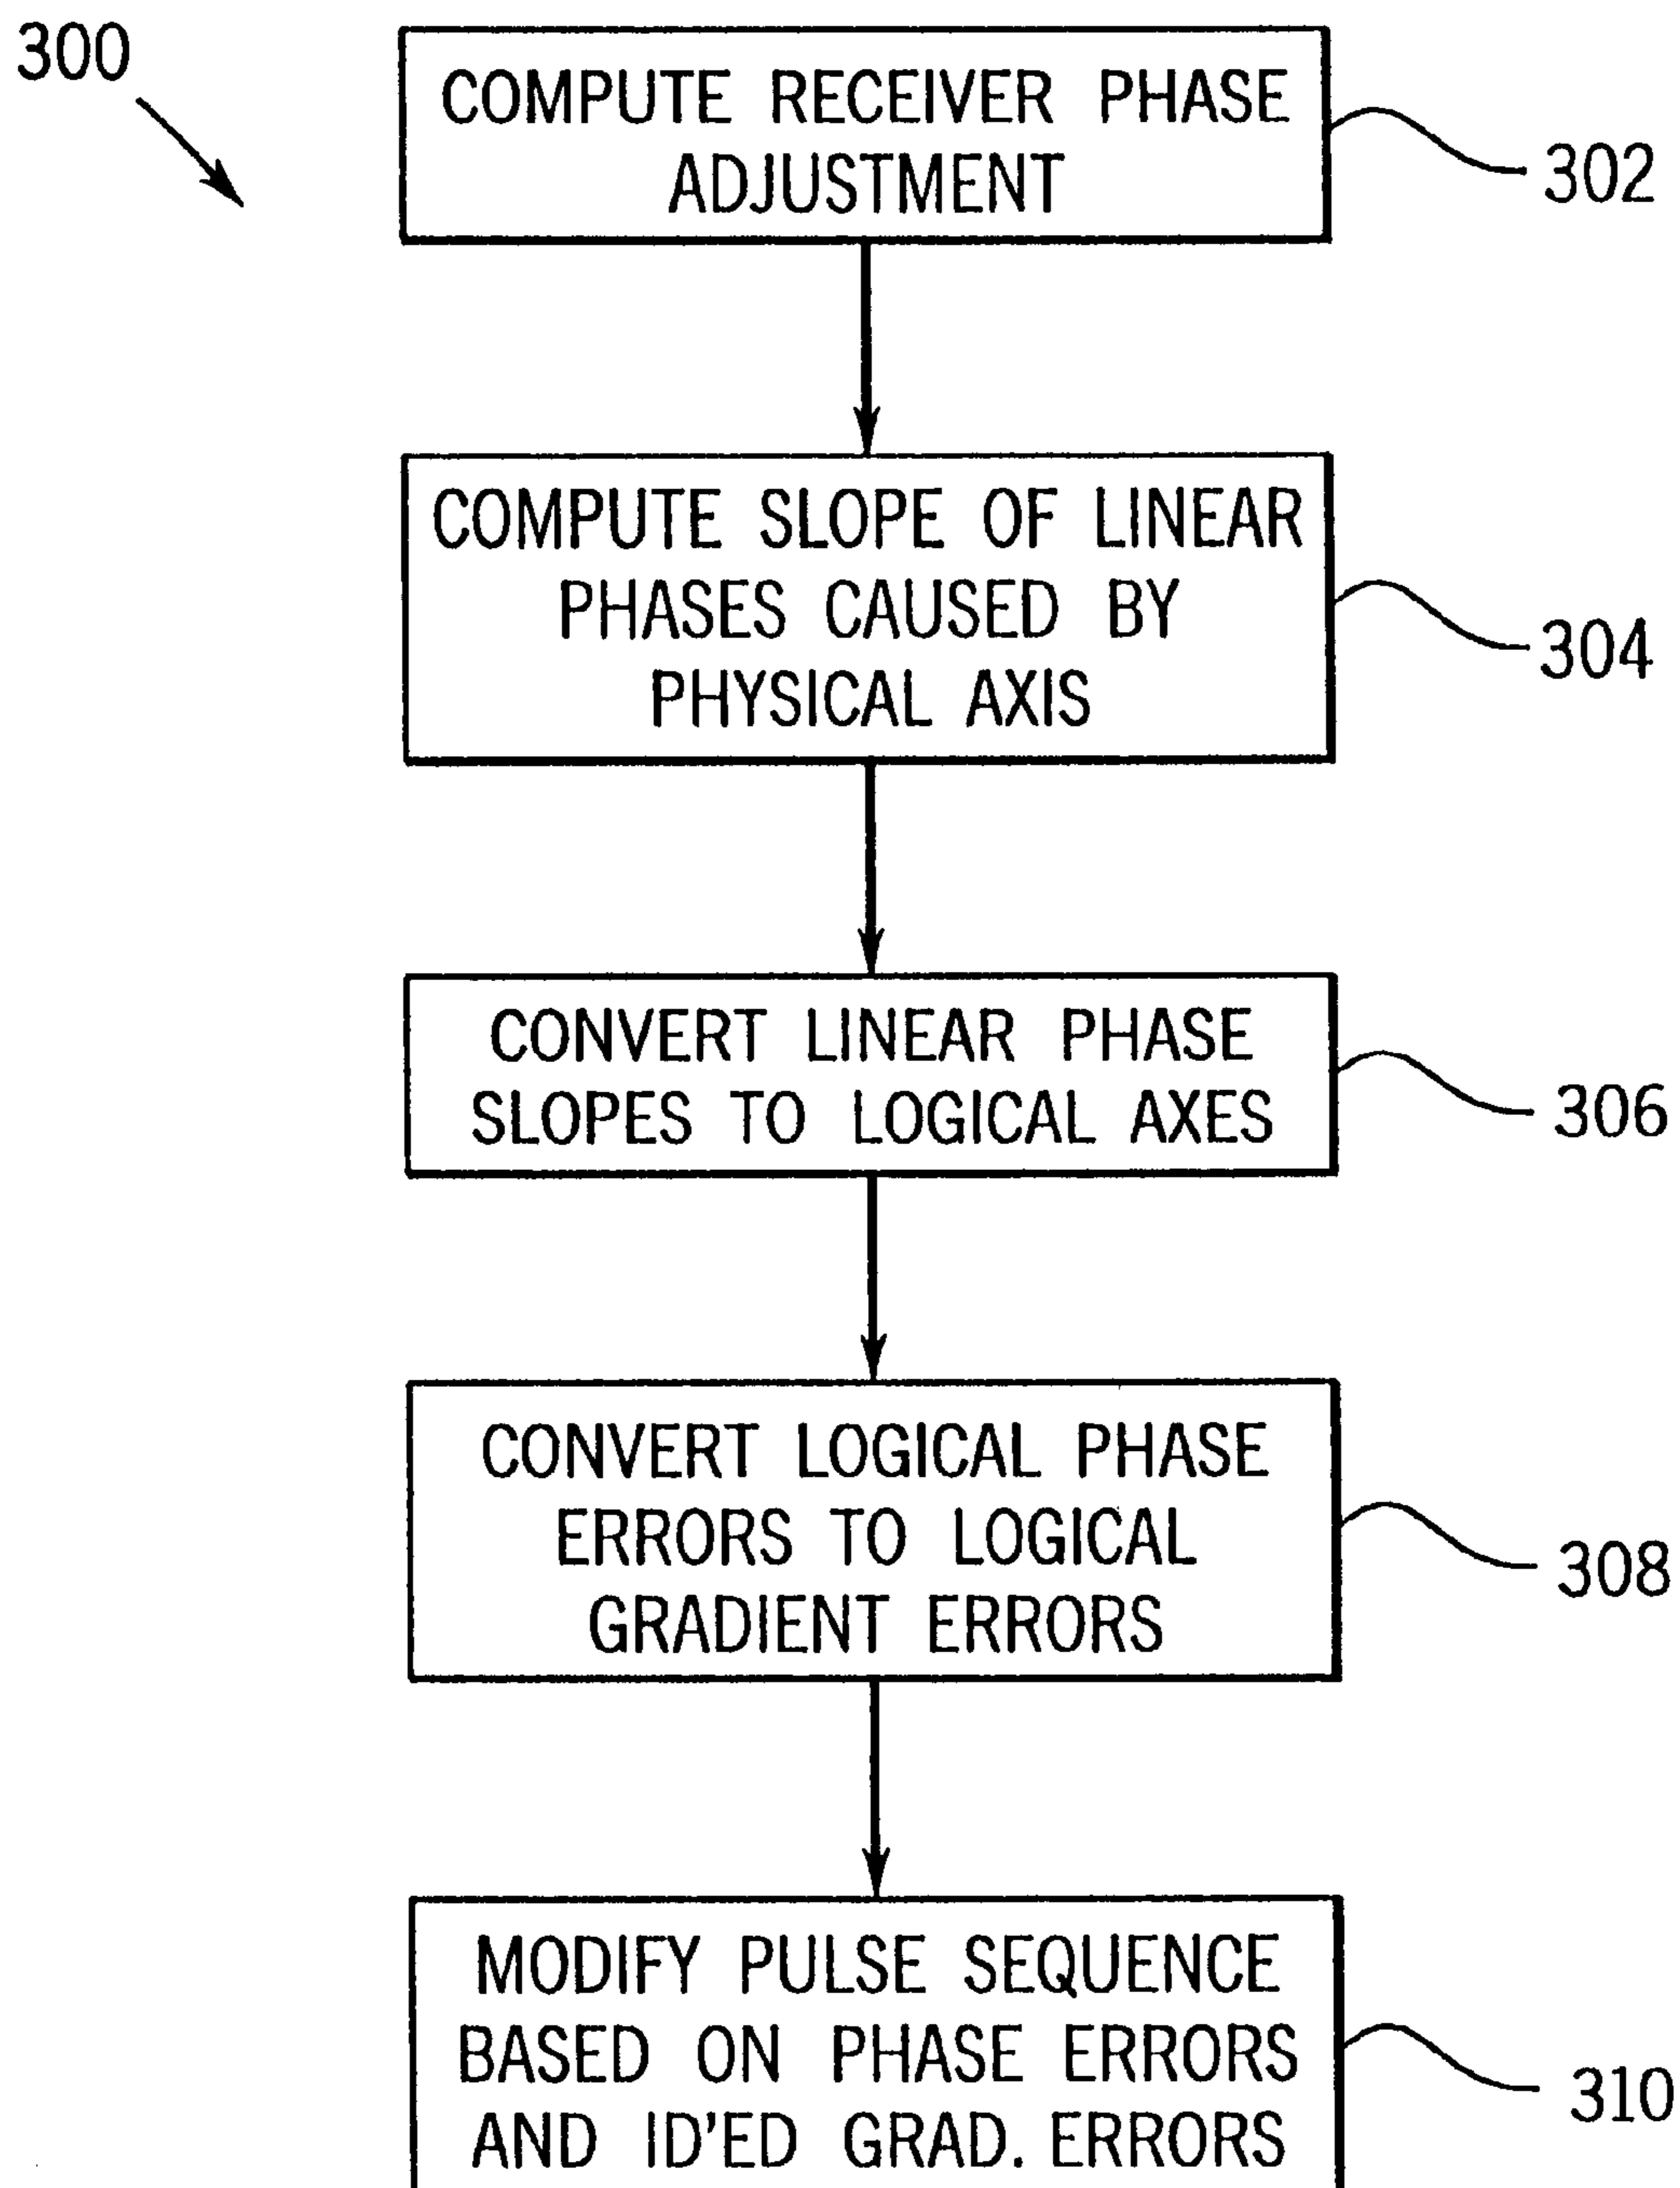 300
COMPUTE RECEIVER PHASE
ADJUSTMENT
302
COMPUTE SLOPE OF LINEAR
PHASES CAUSED BY
PHYSICAL AXIS
304
CONVERT LINEAR PHASE
SLOPES TO LOGICAL AXES
306
CONVERT LOGICAL PHASE
ERRORS TO LOGICAL
GRADIENT ERRORS
308
MODIFY PULSE SEQUENCE
BASED ON PHASE ERRORS
AND ID'ED GRAD. ERRORS
310